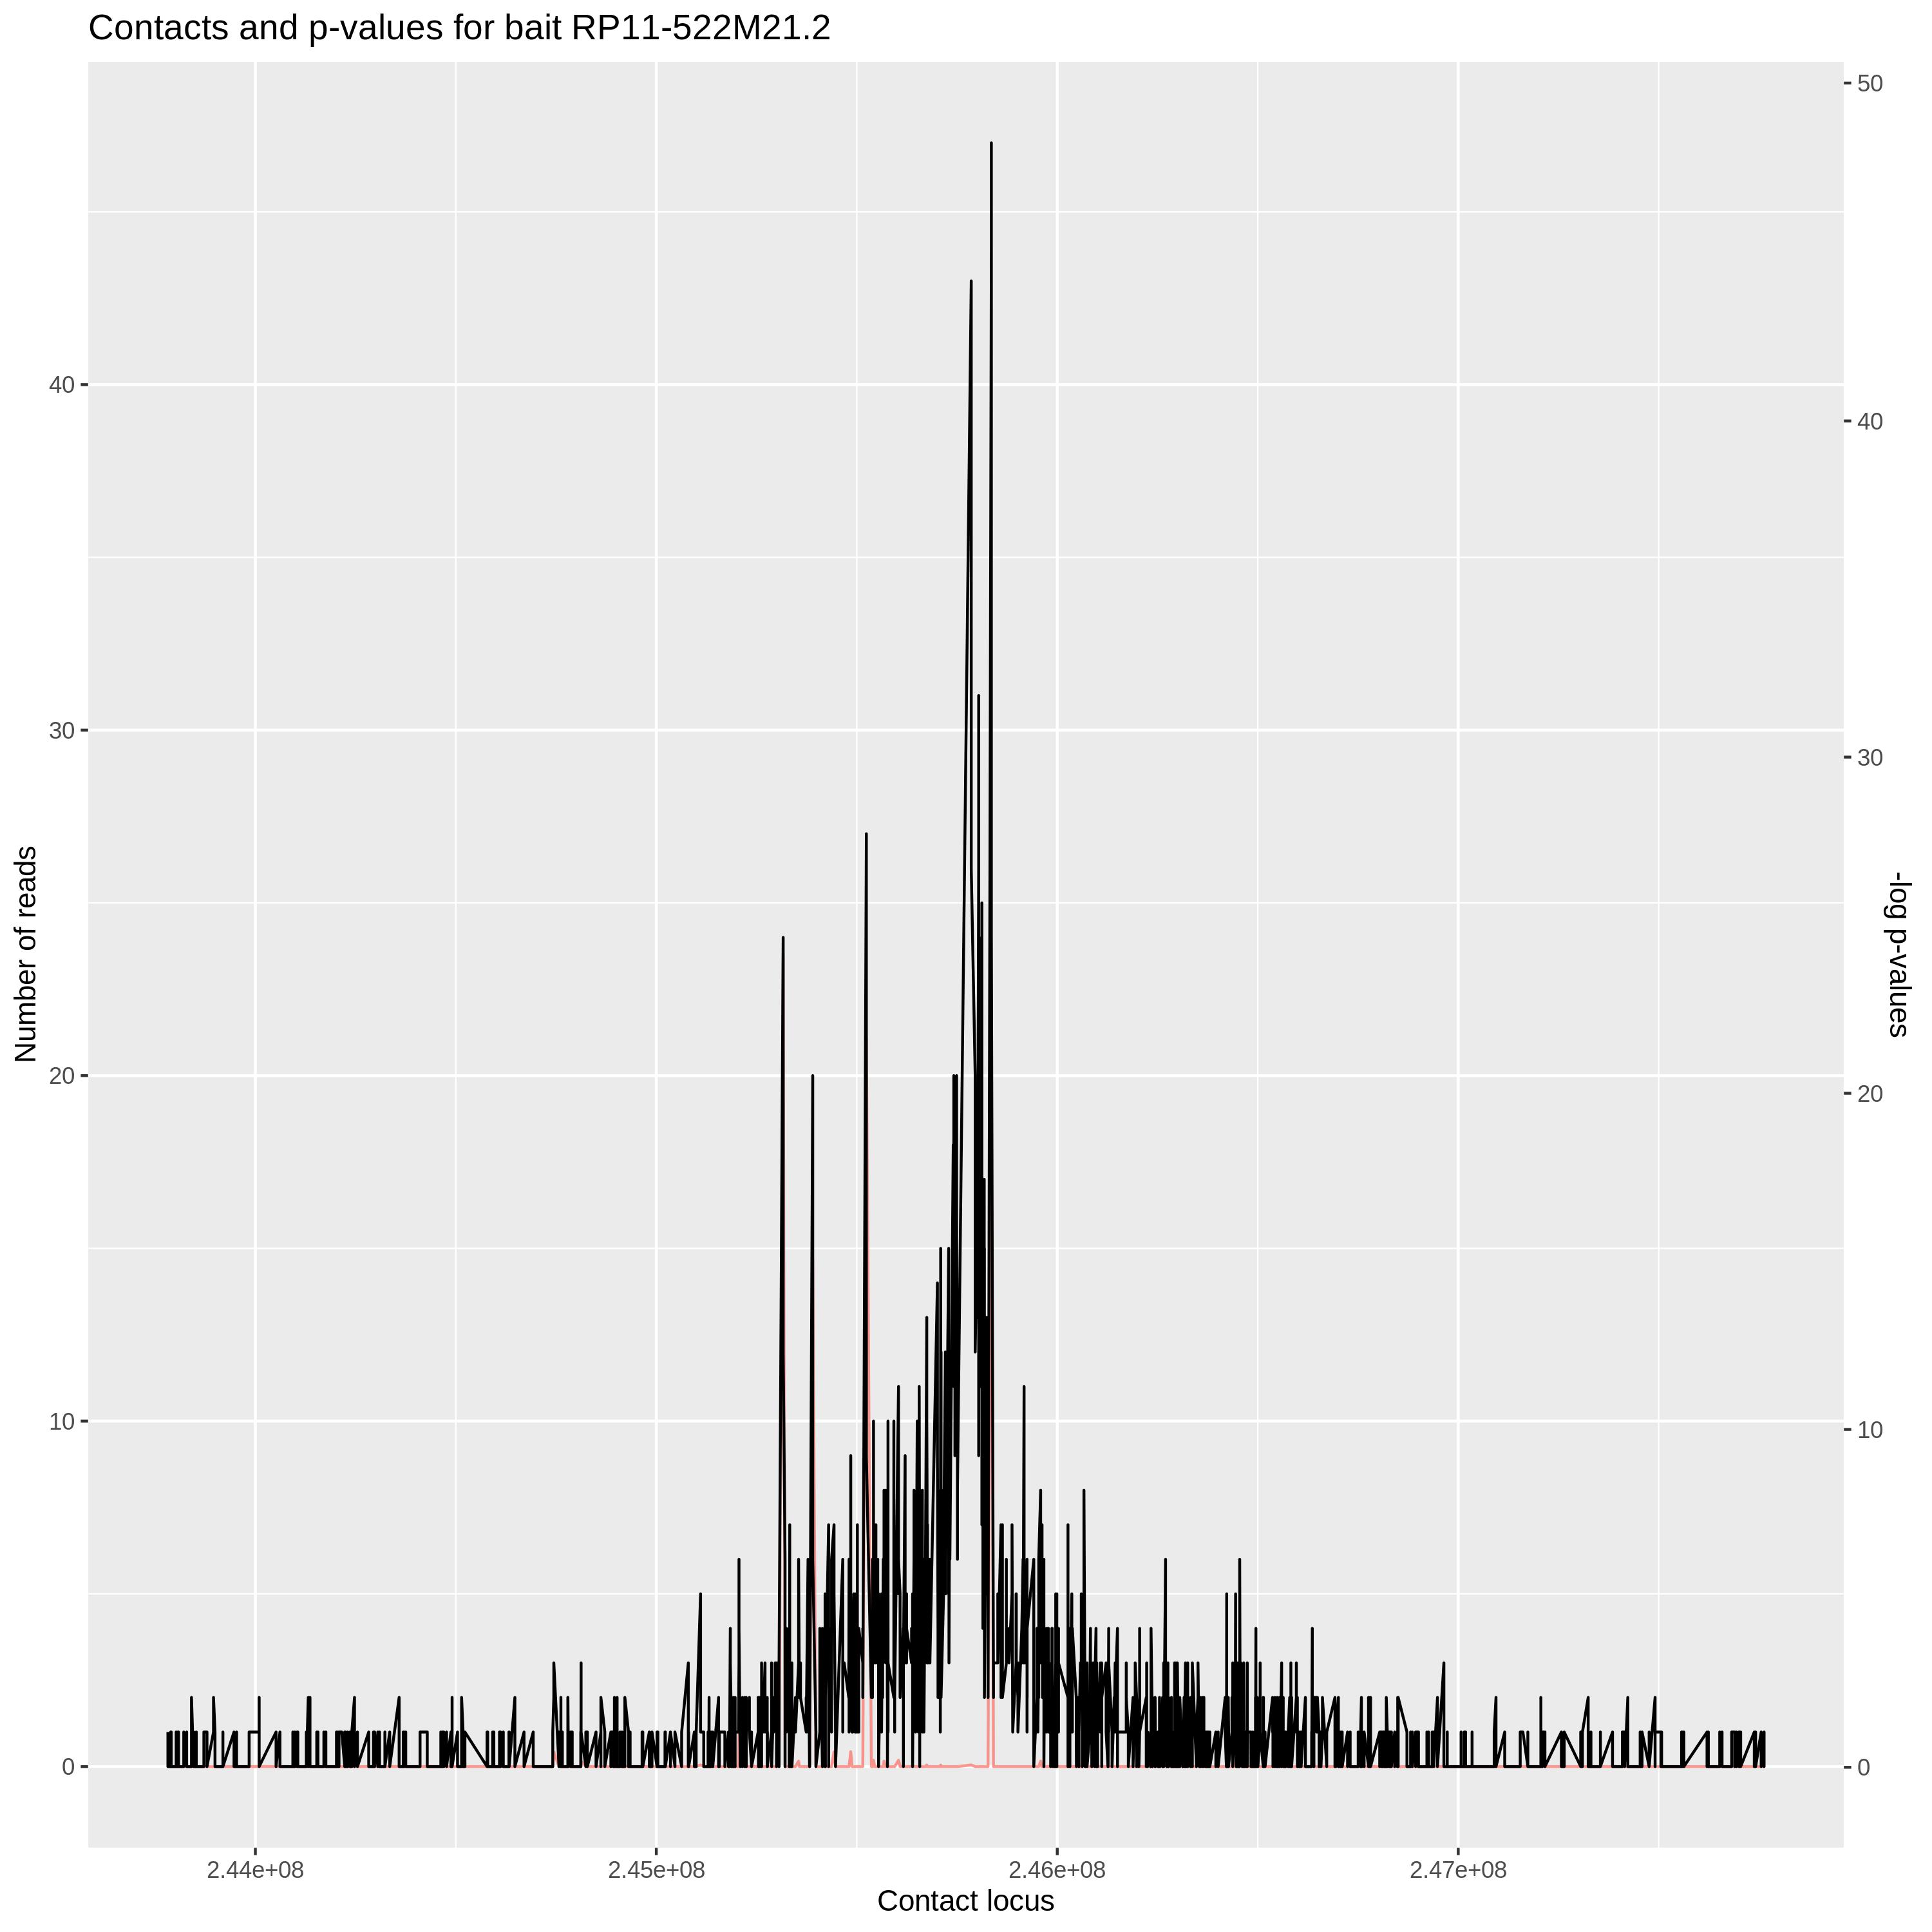 Contacts and p-values for bait RP11-522M21.2
50
40
40
30
30
Number of reads
-log p-values
20
20
10
10
0
0
2.44e+08 2.45e+08 2.46e+08 2.47e+08
Contact locus